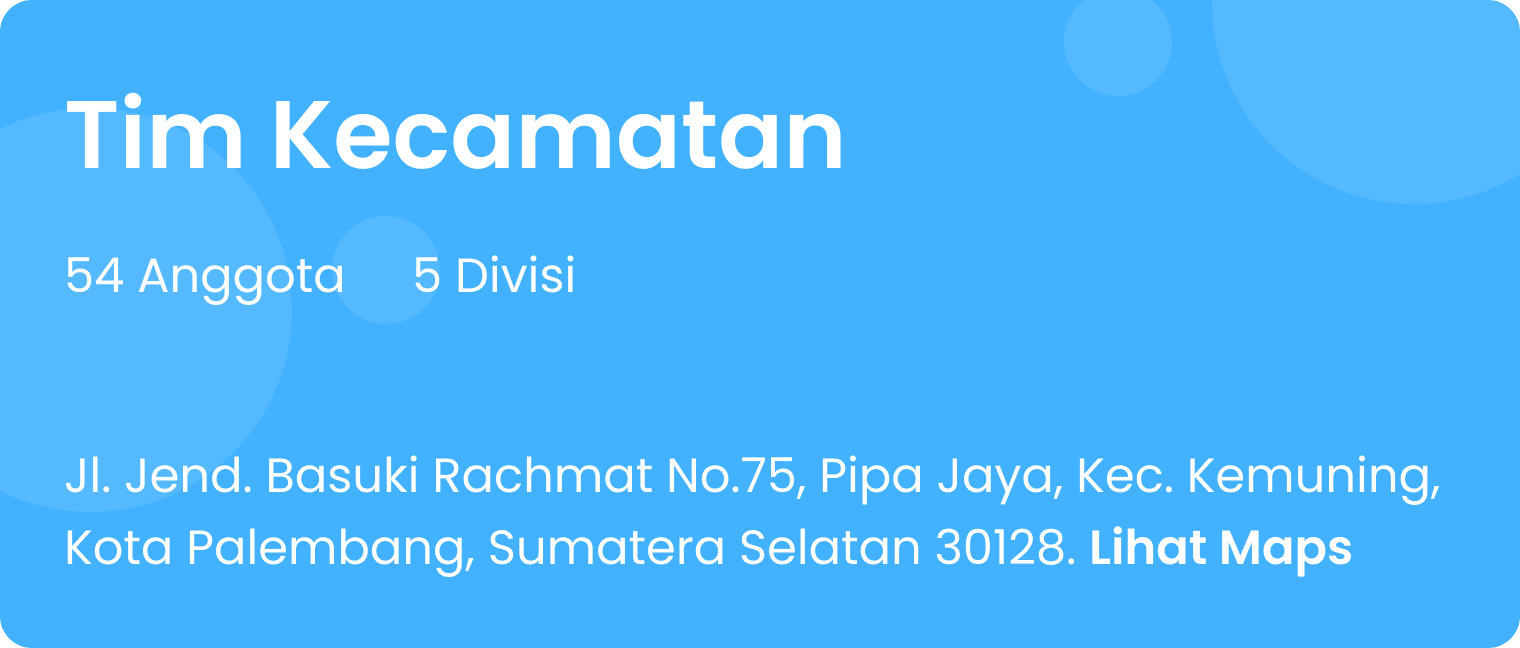 Tim Kecamatan
54 Anggota 5 Divisi
Jl. Jend. Basuki Rachmat No.75, Pipa Jaya, Kec. Kemuning,
Kota Palembang, Sumatera Selatan 30128. Lihat Maps